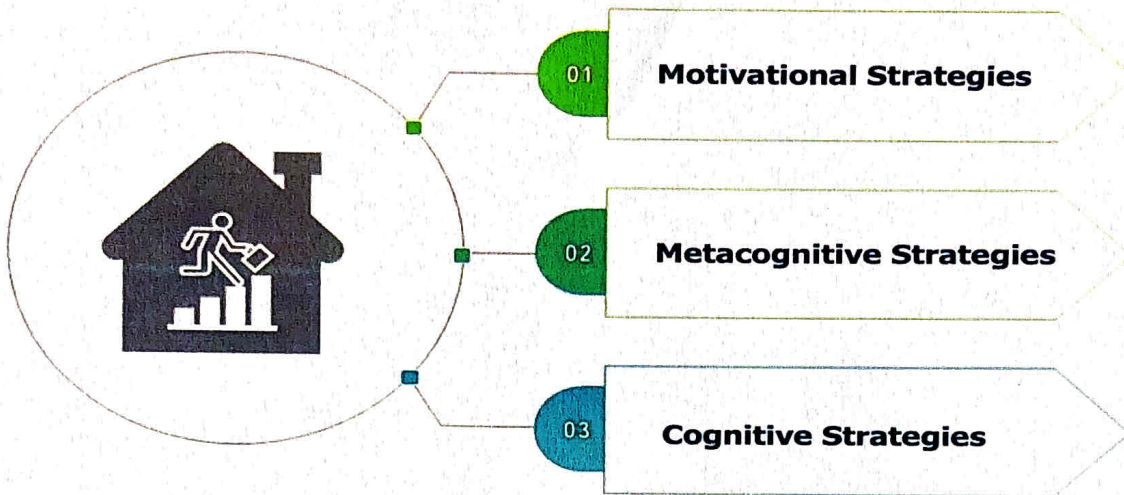 01
Motivational Strategies
02
Metacognitive Strategies
03
Cognitive Strategies